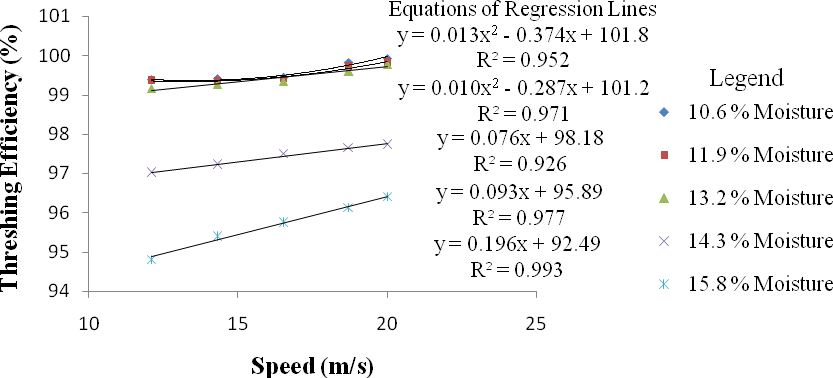 Equations of Regression Lines
y = 0.013x² - 0.374x + 101.8
R² = 0.952
y = 0.010x² - 0.287x + 101.2
R² = 0.971
y = 0.076x + 98.18
R² = 0.926
y = 0.093x + 95.89
R² = 0.977
y = 0.196x + 92.49
R² = 0.993
Legend
10.6 % Moisture
11.9 % Moisture
13.2 % Moisture
14.3 % Moisture
15.8 % Moisture
Threshing Efficiency (%)
101
100
99
98
97
96
95
94
10 15 20 25
Speed (m/s)